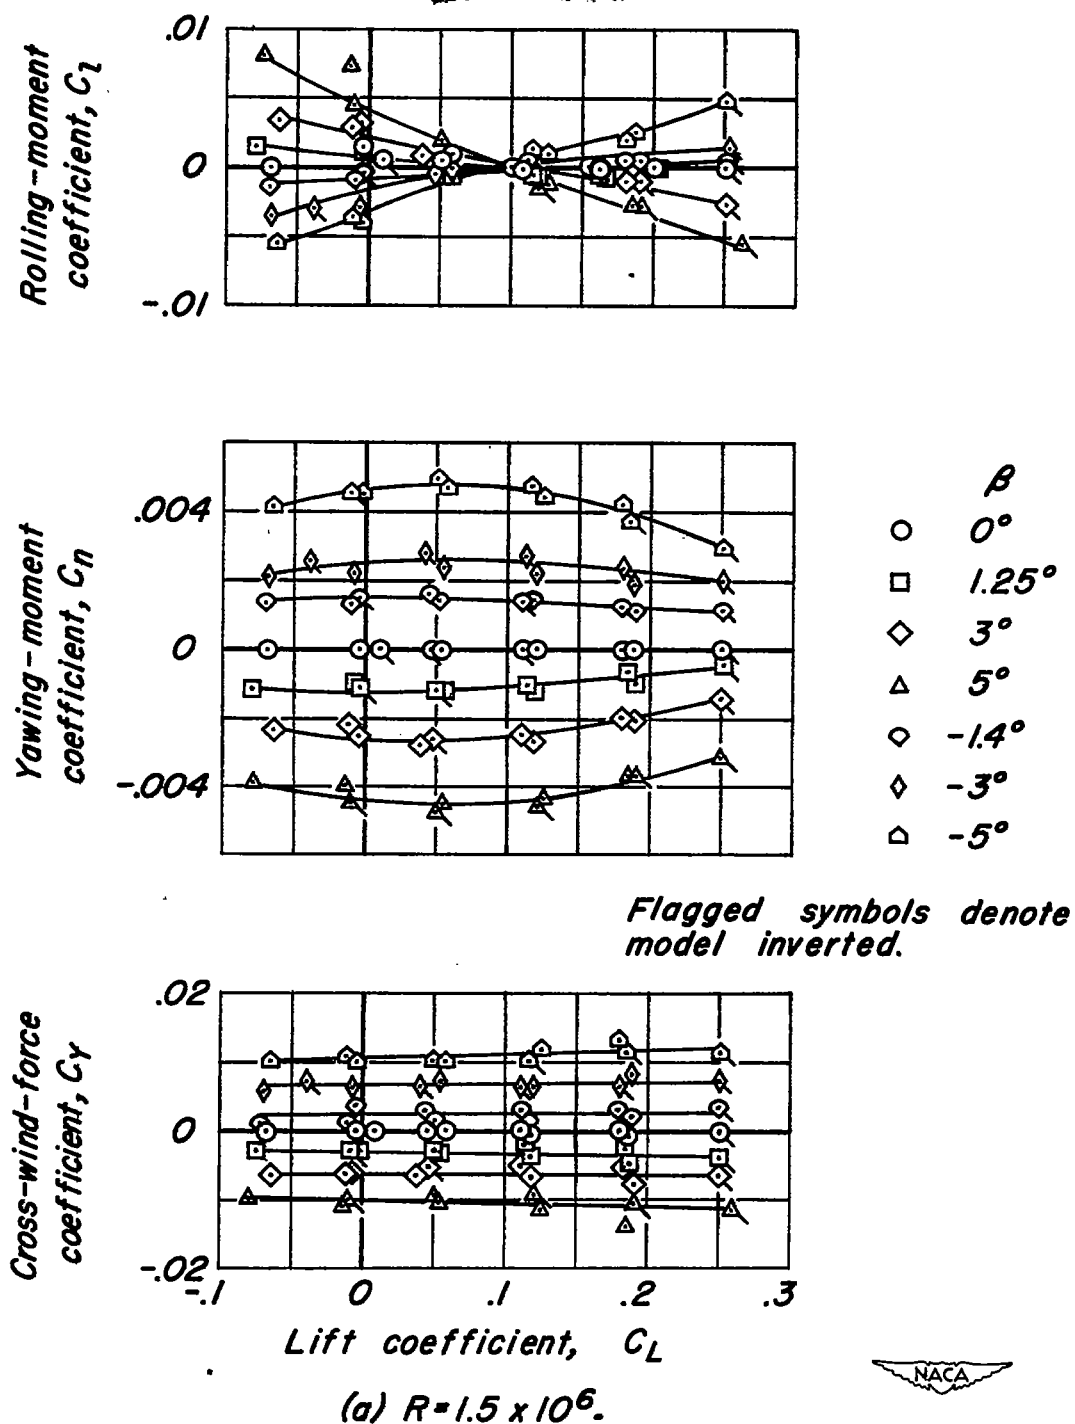 .01
0
-.01
Rolling-moment
coefficient, Cl
.004
0
-.004
Yawing-moment
coefficient, Cn
β
0°
1.25°
3°
5°
-1.4°
-3°
-5°
Flagged symbols denote
model inverted.
.02
0
-.02
Cross-wind-force
coefficient, CY
-.1 0 .1 .2 .3
Lift coefficient, CL
NACA
(a) R=1.5 x 10⁶.